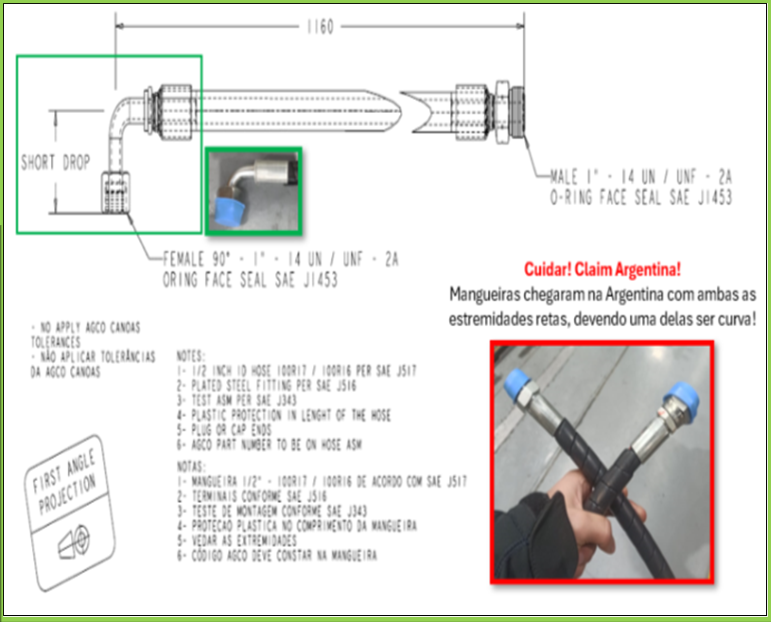 1160
SHORT DROP
MALE 1" - 14 UN / UNF - 2A
O-RING FACE SEAL SAE J1453
FEMALE 90° - 1" - 14 UN / UNF - 2A
ORING FACE SEAL SAE J1453
Cuidar! Claim Argentina!
Mangueiras chegaram na Argentina com ambas as
estremidades retas, devendo uma delas ser curva!
- NO APPLY AGCO CANOAS
TOLERANCES
- NÃO APLICAR TOLERÂNCIAS
DA AGCO CANOAS
NOTES:
1- 1/2 INCH ID HOSE 100R17 / 100R16 PER SAE J517
2- PLATED STEEL FITTING PER SAE J516
3- TEST ASM PER SAE J343
4- PLASTIC PROTECTION IN LENGHT OF THE HOSE
5- PLUG OR CAP ENDS
6- AGCO PART NUMBER TO BE ON HOSE ASM
NOTAS:
1- MANGUEIRA 1/2" - 100R17 / 100R16 DE ACORDO COM SAE J517
2- TERMINAIS CONFORME SAE J516
3- TESTE DE MONTAGEM CONFORME SAE J343
4- PROTECAO PLASTICA NO COMPRIMENTO DA MANGUEIRA
5- VEDAR AS EXTREMIDADES
6- CÓDIGO AGCO DEVE CONSTAR NA MANGUEIRA
FIRST ANGLE
PROJECTION